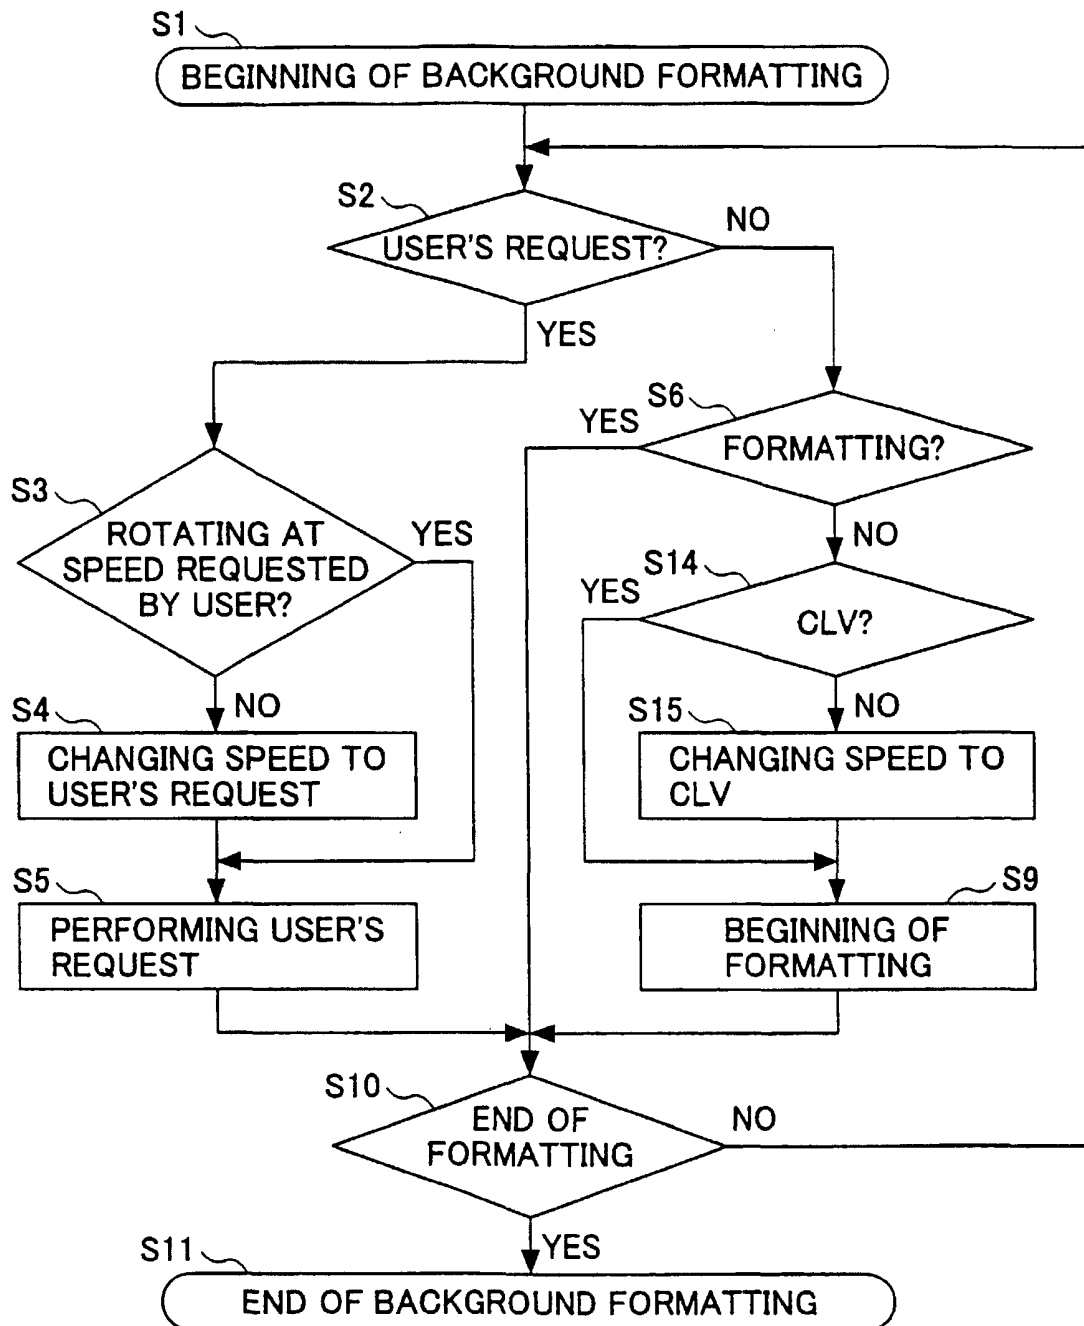 S1
BEGINNING OF BACKGROUND FORMATTING
S2
USER'S REQUEST?
NO
YES
S6
YES
FORMATTING?
NO
S3
ROTATING AT
SPEED REQUESTED
BY USER?
YES
NO
S14
YES
CLV?
NO
S4
CHANGING SPEED TO
USER'S REQUEST
S15
CHANGING SPEED TO
CLV
S5
PERFORMING USER'S
REQUEST
S9
BEGINNING OF
FORMATTING
S10
END OF
FORMATTING
NO
YES
S11
END OF BACKGROUND FORMATTING